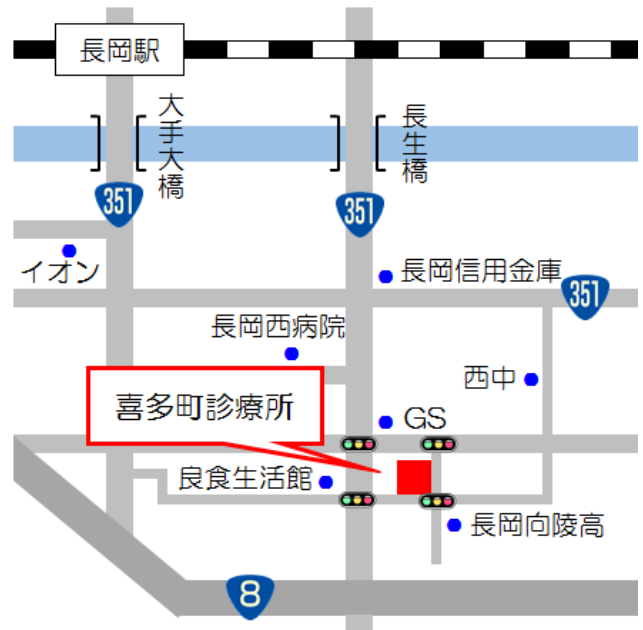 長岡駅
大手大橋
長生橋
351
351
イオン
長岡信用金庫
351
長岡西病院
西中
喜多町診療所
GS
良食生活館
長岡向陵高
8